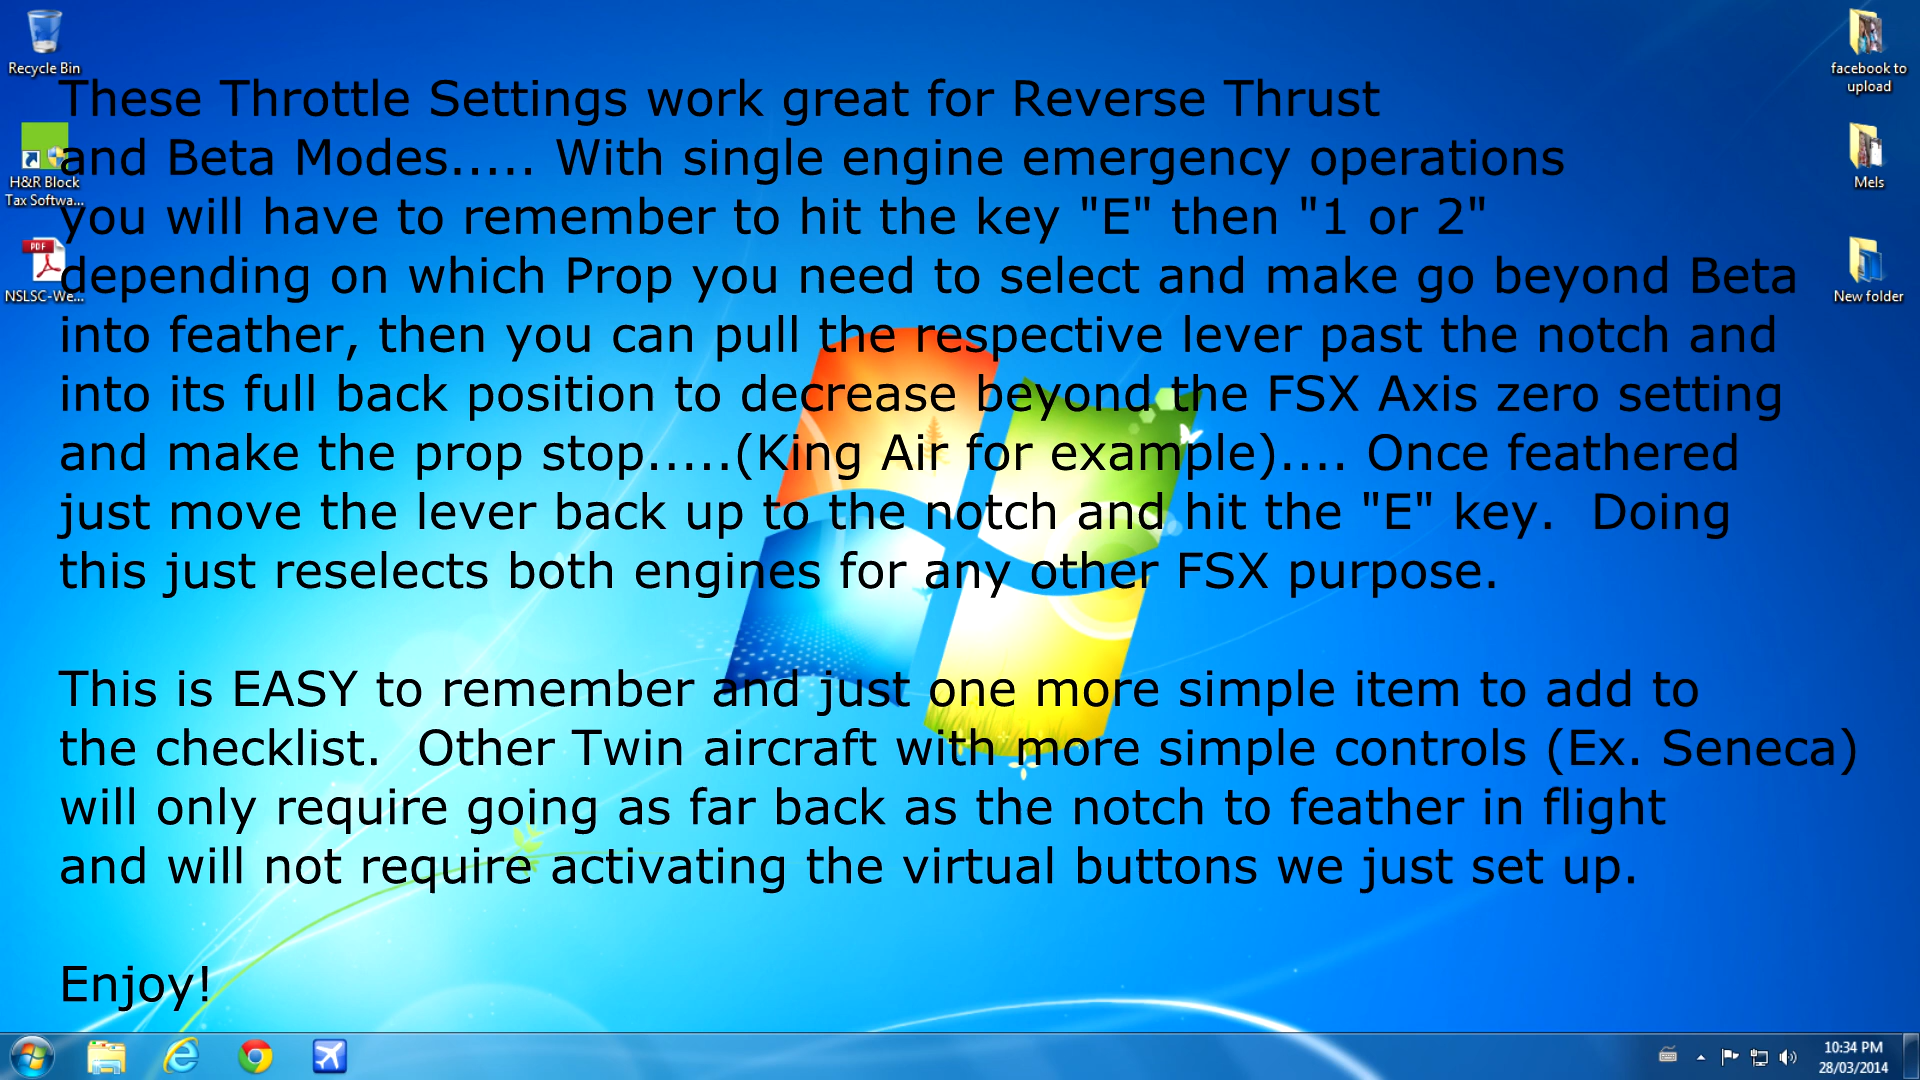 Recycle Bin
H&R Block
Tax Softwa...
PDF
NSLSC-We...
facebook to
upload
Mels
New folder
These Throttle Settings work great for Reverse Thrust
and Beta Modes..... With single engine emergency operations
you will have to remember to hit the key "E" then "1 or 2"
depending on which Prop you need to select and make go beyond Beta
into feather, then you can pull the respective lever past the notch and
into its full back position to decrease beyond the FSX Axis zero setting
and make the prop stop.....(King Air for example).... Once feathered
just move the lever back up to the notch and hit the "E" key.  Doing
this just reselects both engines for any other FSX purpose.
This is EASY to remember and just one more simple item to add to
the checklist.  Other Twin aircraft with more simple controls (Ex. Seneca)
will only require going as far back as the notch to feather in flight
and will not require activating the virtual buttons we just set up.
Enjoy!
10:34 PM
28/03/2014